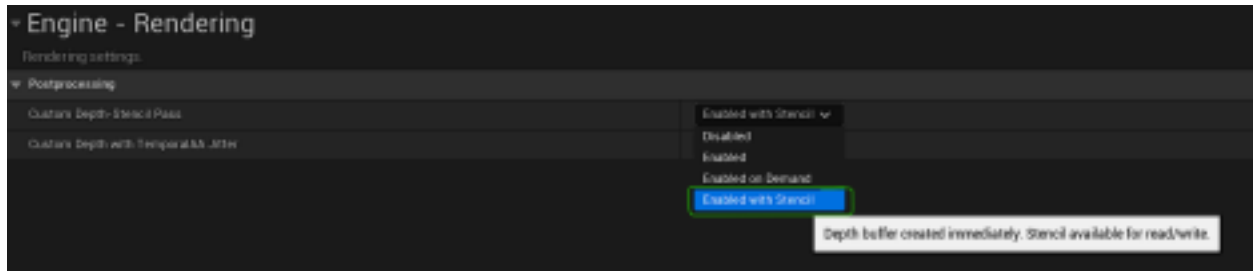 Engine - Rendering
Rendering settings.
Postprocessing
Custom Depth-Stencil Pass
Enabled with Stencil
Disabled
Custom Depth with TemporalAA Jitter
Enabled
Enabled on Demand
Enabled with Stencil
Depth buffer created immediately. Stencil available for read/write.